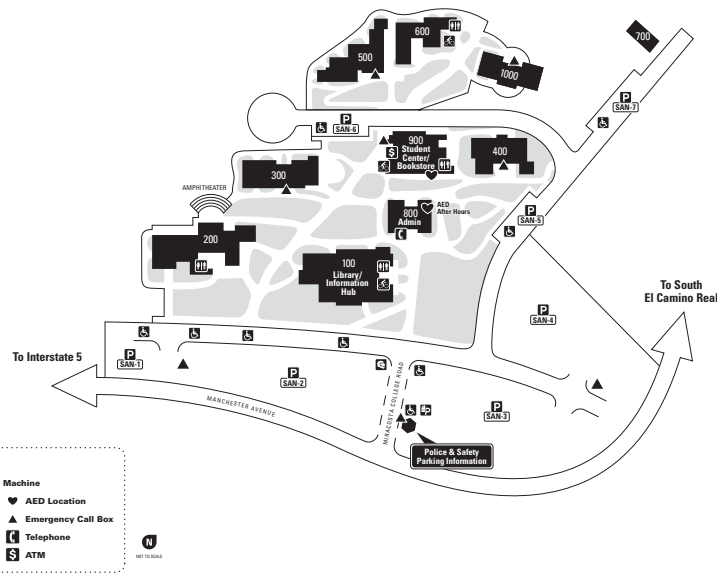 600
500
1000
700
P
SAN-7
P
SAN-6
900
Student
Center/
Bookstore
$
400
300
AMPHITHEATER
800
Admin
AED
After Hours
P
SAN-5
200
100
Library/
Information
Hub
To South
El Camino Real
P
SAN-4
To Interstate 5
P
SAN-1
P
SAN-2
MANCHESTER AVENUE
MIRACOSTA COLLEGE ROAD
P
SAN-3
Police & Safety
Parking Information
Machine
AED Location
Emergency Call Box
Telephone
$ ATM
N
NOT TO SCALE